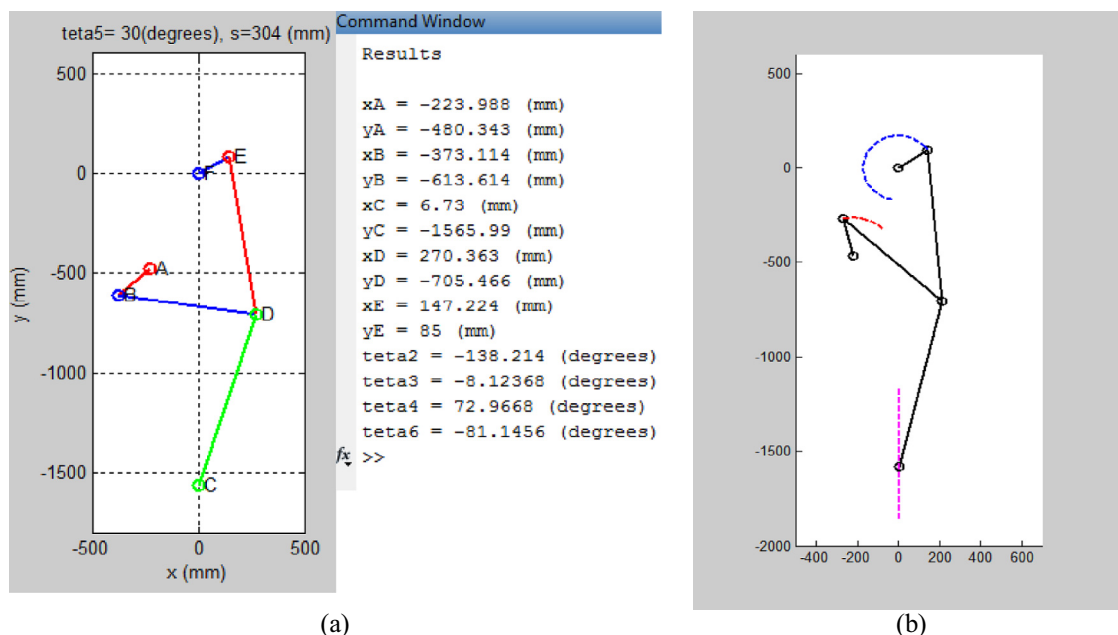 teta5= 30(degrees), s=304 (mm)
500
0
-500
-1000
-1500
y (mm)
-500
0
500
x (mm)
F
E
A
B
D
C
Command Window
Results
xA = -223.988 (mm)
yA = -480.343 (mm)
xB = -373.114 (mm)
yB = -613.614 (mm)
xC = 6.73 (mm)
yC = -1565.99 (mm)
xD = 270.363 (mm)
yD = -705.466 (mm)
xE = 147.224 (mm)
yE = 85 (mm)
teta2 = -138.214 (degrees)
teta3 = -8.12368 (degrees)
teta4 = 72.9668 (degrees)
teta6 = -81.1456 (degrees)
fx >>
500
0
-500
-1000
-1500
-2000
-400 -200 0 200 400 600
(a)
(b)